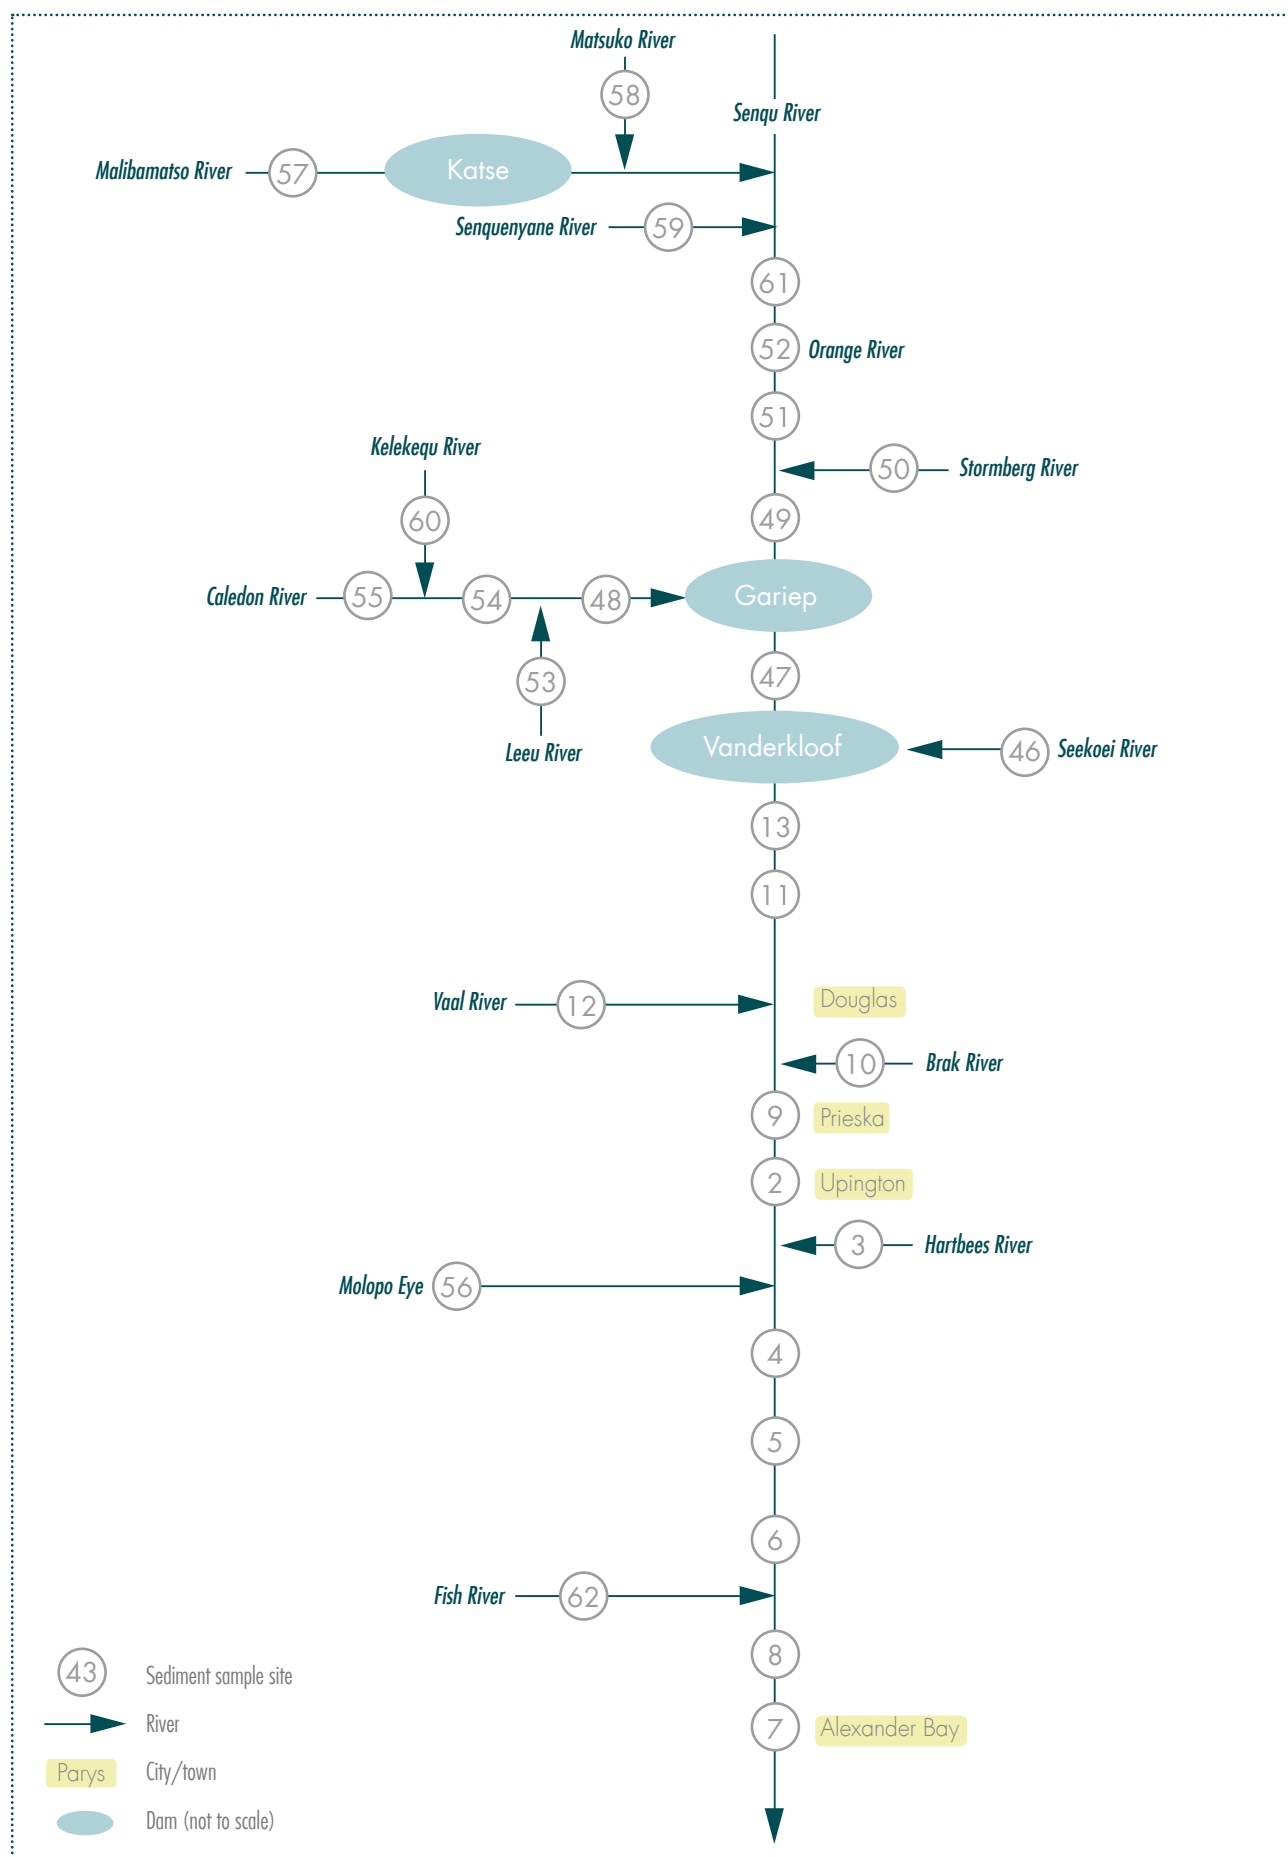 Matsuko River
58
Senqu River
Malibamatso River
57
Katse
Senquenyane River
59
61
52
Orange River
51
Kelekequ River
50
Stormberg River
60
49
Caledon River
55
54
48
Gariep
53
47
Leeu River
Vanderkloof
46
Seekoei River
13
11
Vaal River
12
Douglas
10
Brak River
9
Prieska
2
Upington
3
Hartbees River
Molopo Eye
56
4
5
6
Fish River
62
8
43
Sediment sample site
7
Alexander Bay
River
Parys
City/town
Dam (not to scale)